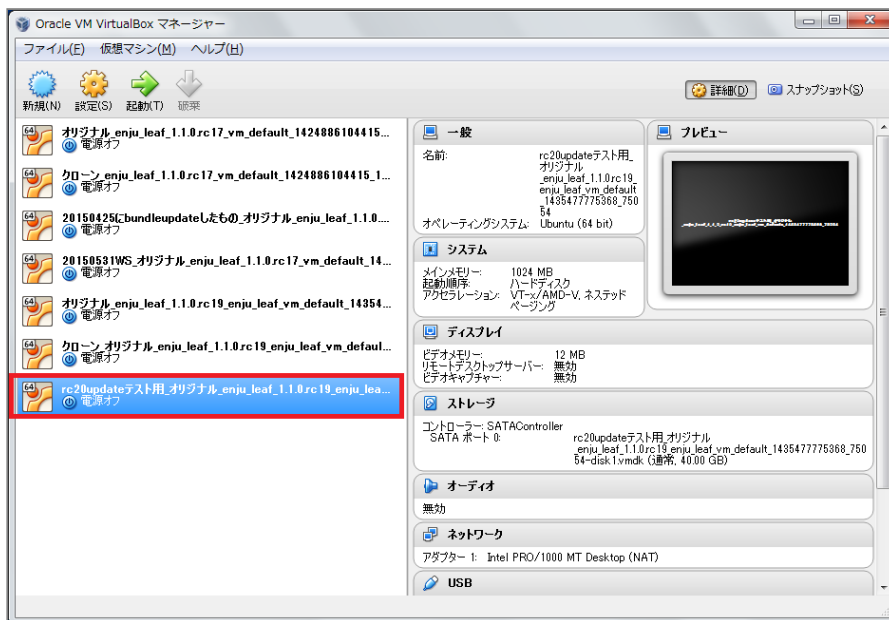 Oracle VM VirtualBox マネージャー
ファイル(F) 仮想マシン(M) ヘルプ(H)
新規(N) 設定(S) 起動(T) 破棄
詳細(D) スナップショット(S)
オリジナル_enju_leaf_1.1.0.rc17_vm_default_1424886104415...
電源オフ
クローン_enju_leaf_1.1.0.rc17_vm_default_1424886104415_1...
電源オフ
20150425にbundleupdateしたもの_オリジナル_enju_leaf_1.1.0....
電源オフ
20150531WS_オリジナル_enju_leaf_1.1.0.rc17_vm_default_14...
電源オフ
オリジナル_enju_leaf_1.1.0.rc19_enju_leaf_vm_default_14354...
電源オフ
クローン_オリジナル_enju_leaf_1.1.0.rc19_enju_leaf_vm_defaul...
電源オフ
rc20updateテスト用_オリジナル_enju_leaf_1.1.0.rc19_enju_lea...
電源オフ
一般
名前: rc20updateテスト用_
オリジナル
_enju_leaf_1.1.0.rc19_
enju_leaf_vm_default
_1435477775368_750
54
オペレーティングシステム: Ubuntu (64 bit)
プレビュー
システム
メインメモリー: 1024 MB
起動順序: ハードディスク
アクセラレーション: VT-x/AMD-V, ネステッド
ページング
ディスプレイ
ビデオメモリー: 12 MB
リモートデスクトップサーバー: 無効
ビデオキャプチャー: 無効
ストレージ
コントローラー: SATAController
SATA ポート 0: rc20updateテスト用_オリジナル
_enju_leaf_1.1.0.rc19_enju_leaf_vm_default_1435477775368_750
54-disk1.vmdk (通常, 40.00 GB)
オーディオ
無効
ネットワーク
アダプター 1: Intel PRO/1000 MT Desktop (NAT)
USB